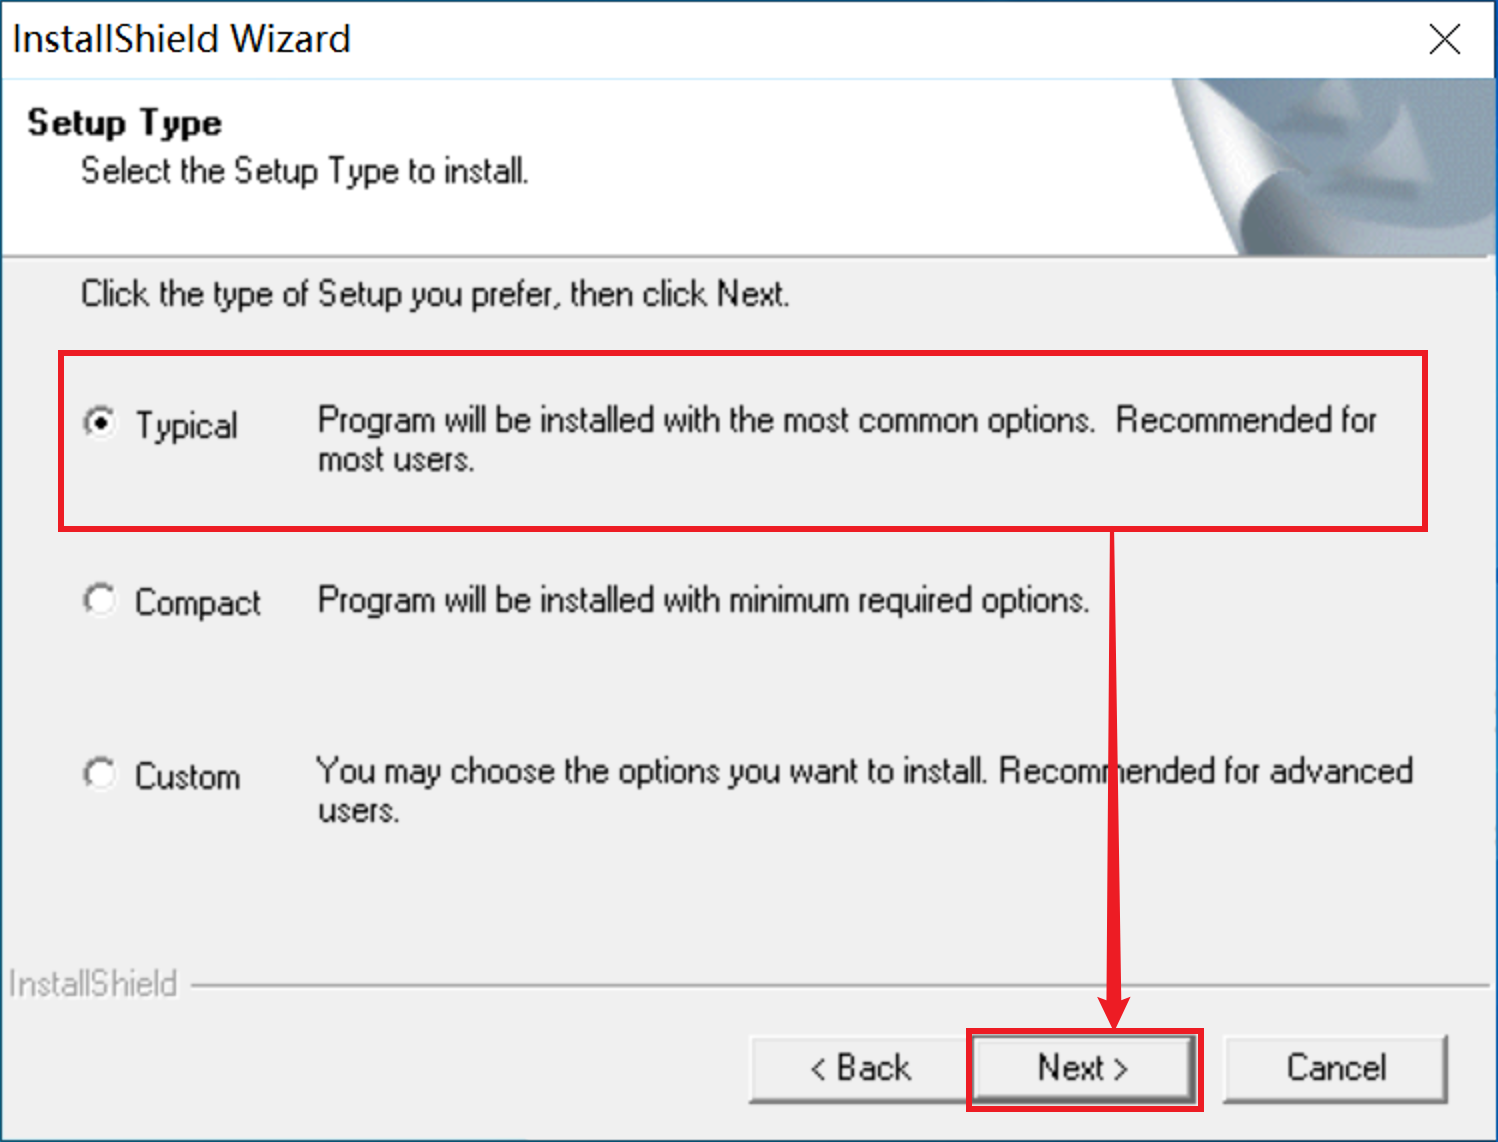 InstallShield Wizard
Setup Type
Select the Setup Type to install.
Click the type of Setup you prefer, then click Next.
Typical
Program will be installed with the most common options.  Recommended for
most users.
Compact
Program will be installed with minimum required options.
Custom
You may choose the options you want to install. Recommended for advanced
users.
InstallShield
< Back
Next >
Cancel